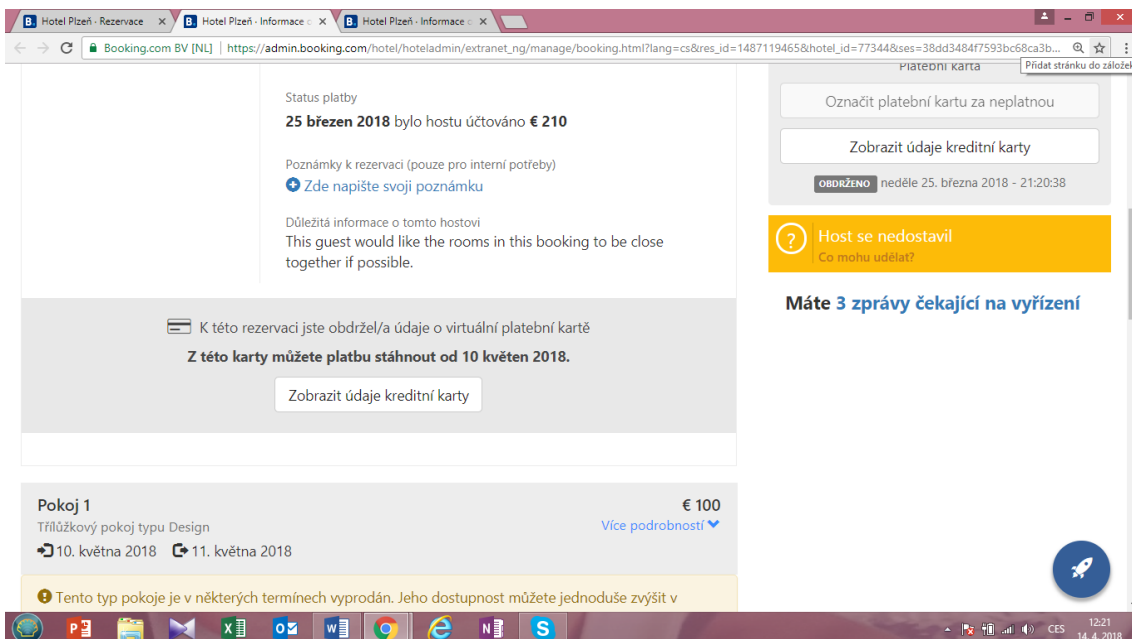 B. Hotel Plzeň - Rezervace
B. Hotel Plzeň - Informace o
B. Hotel Plzeň - Informace o
Booking.com BV [NL] | https://admin.booking.com/hotel/hoteladmin/extranet_ng/manage/booking.html?lang=cs&res_id=1487119465&hotel_id=77344&ses=38dd3484f7593bc68ca3b...
Přidat stránku do záložek
Status platby
25 březen 2018 bylo hostu účtováno € 210
Poznámky k rezervaci (pouze pro interní potřeby)
Zde napište svoji poznámku
Důležitá informace o tomto hostovi
This guest would like the rooms in this booking to be close
together if possible.
K této rezervaci jste obdržel/a údaje o virtuální platební kartě
Z této karty můžete platbu stáhnout od 10 květen 2018.
Zobrazit údaje kreditní karty
Pokoj 1
€ 100
Třílůžkový pokoj typu Design
Více podrobností
10. května 2018 11. května 2018
Tento typ pokoje je v některých termínech vyprodán. Jeho dostupnost můžete jednoduše zvýšit v
Platební karta
Označit platební kartu za neplatnou
Zobrazit údaje kreditní karty
OBDRŽENO neděle 25. března 2018 - 21:20:38
Host se nedostavil
Co mohu udělat?
Máte 3 zprávy čekající na vyřízení
CES
12:21
14. 4. 2018